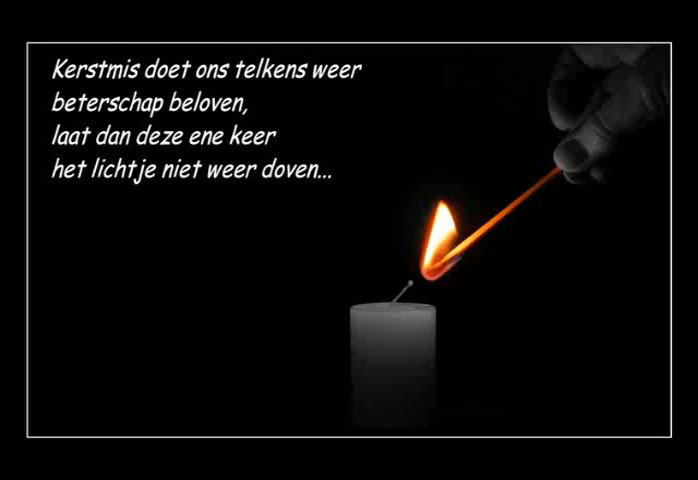 Kerstmis doet ons telkens weer
beterschap beloven,
laat dan deze ene keer
het lichtje niet weer doven...